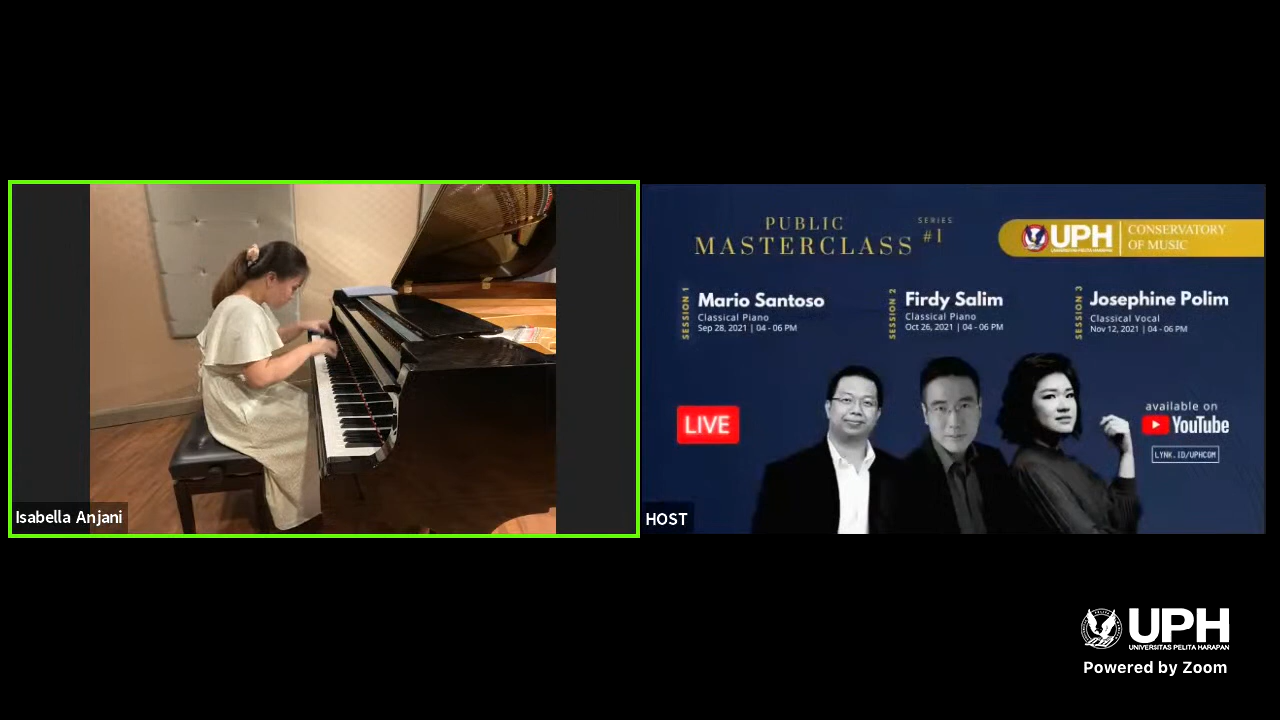 Isabella Anjani
PUBLIC
MASTERCLASS
SERIES
#1
UPH
UNIVERSITAS PELITA HARAPAN
CONSERVATORY
OF MUSIC
SESSION 1
Mario Santoso
Classical Piano
Sep 28, 2021 | 04 - 06 PM
SESSION 2
Firdy Salim
Classical Piano
Oct 26, 2021 | 04 - 06 PM
SESSION 3
Josephine Polim
Classical Vocal
Nov 12, 2021 | 04 - 06 PM
LIVE
available on
YouTube
LYNK.ID/UPHCOM
HOST
UPH
UNIVERSITAS PELITA HARAPAN
Powered by Zoom